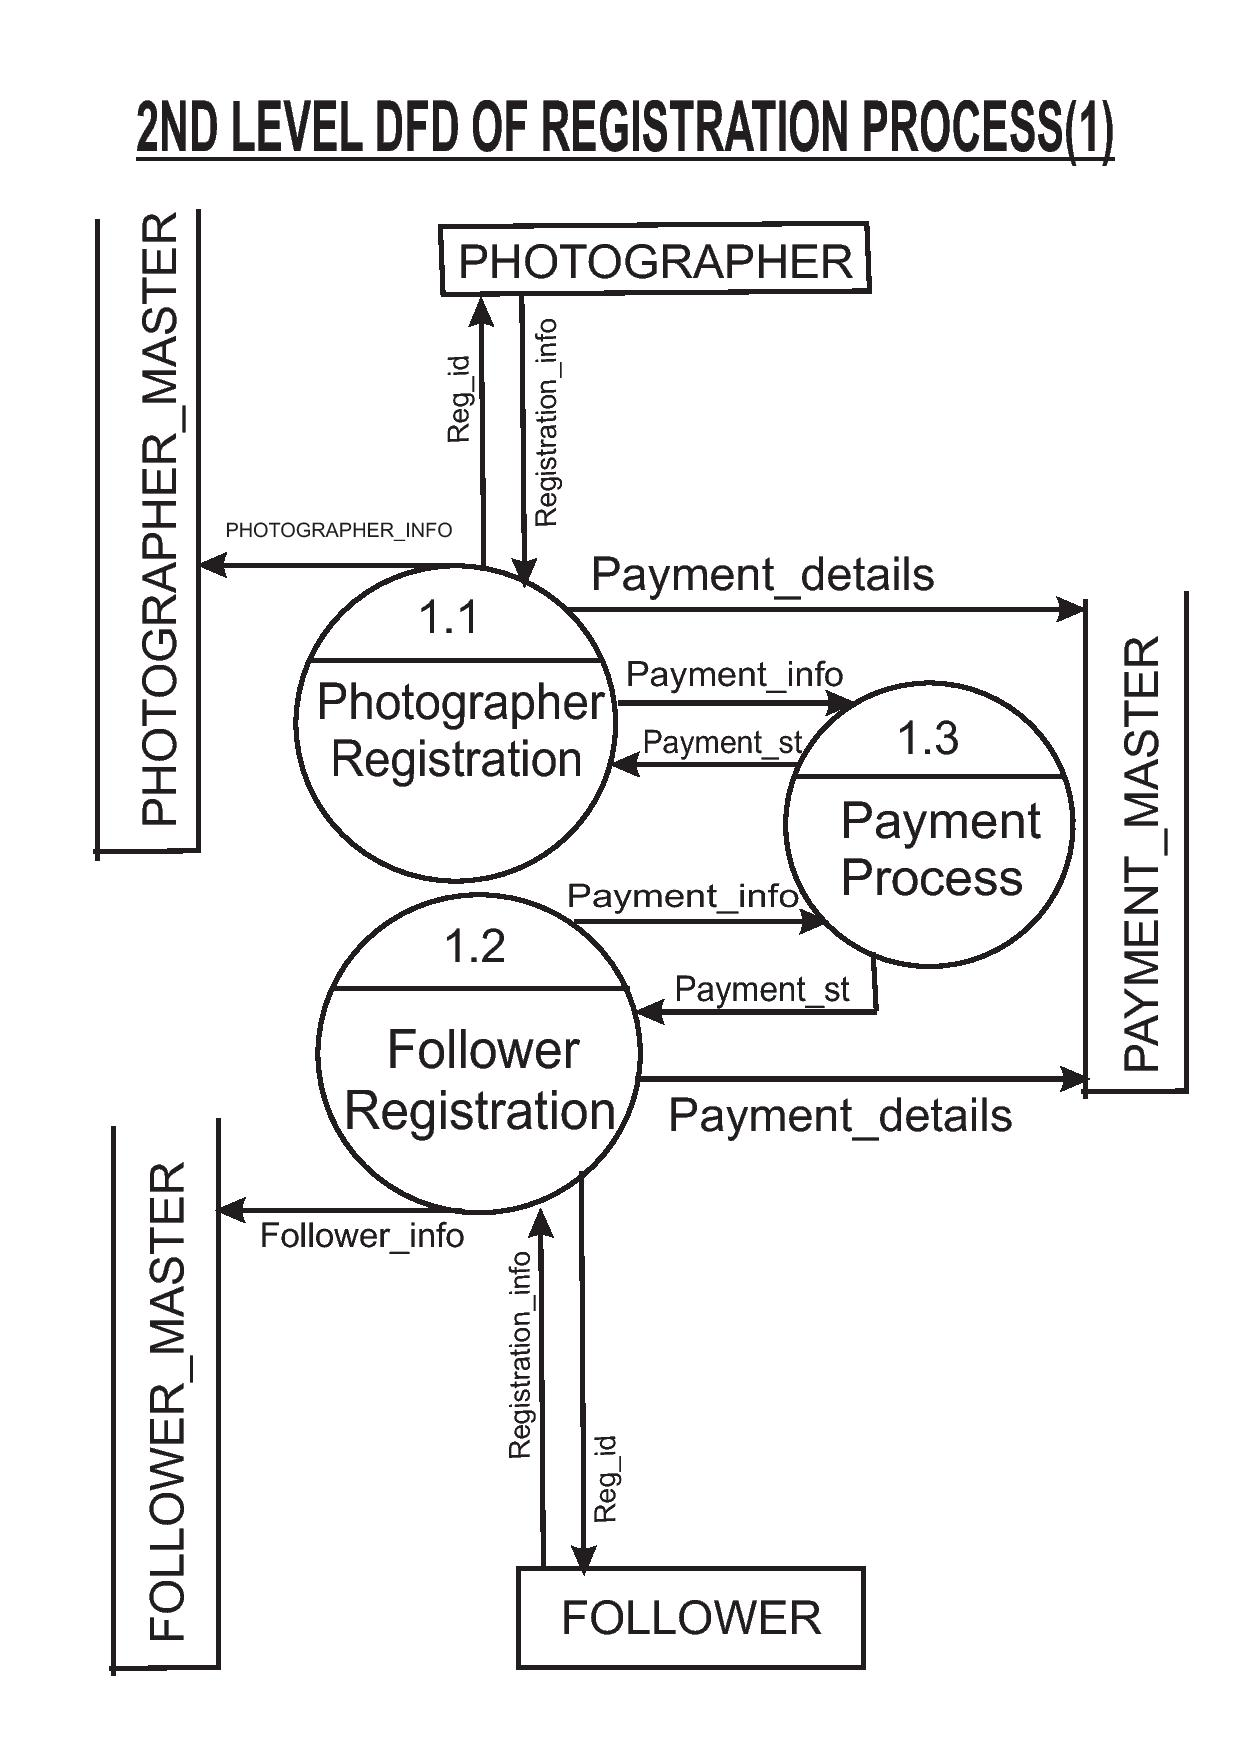 2ND LEVEL DFD OF REGISTRATION PROCESS(1)
PHOTOGRAPHER_MASTER
PHOTOGRAPHER
Reg_id
Registration_info
PHOTOGRAPHER_INFO
Payment_details
1.1
Photographer
Registration
Payment_info
Payment_st
1.3
Payment
Process
PAYMENT_MASTER
Payment_info
1.2
Follower
Registration
Payment_st
Payment_details
FOLLOWER_MASTER
Follower_info
Registration_info
Reg_id
FOLLOWER